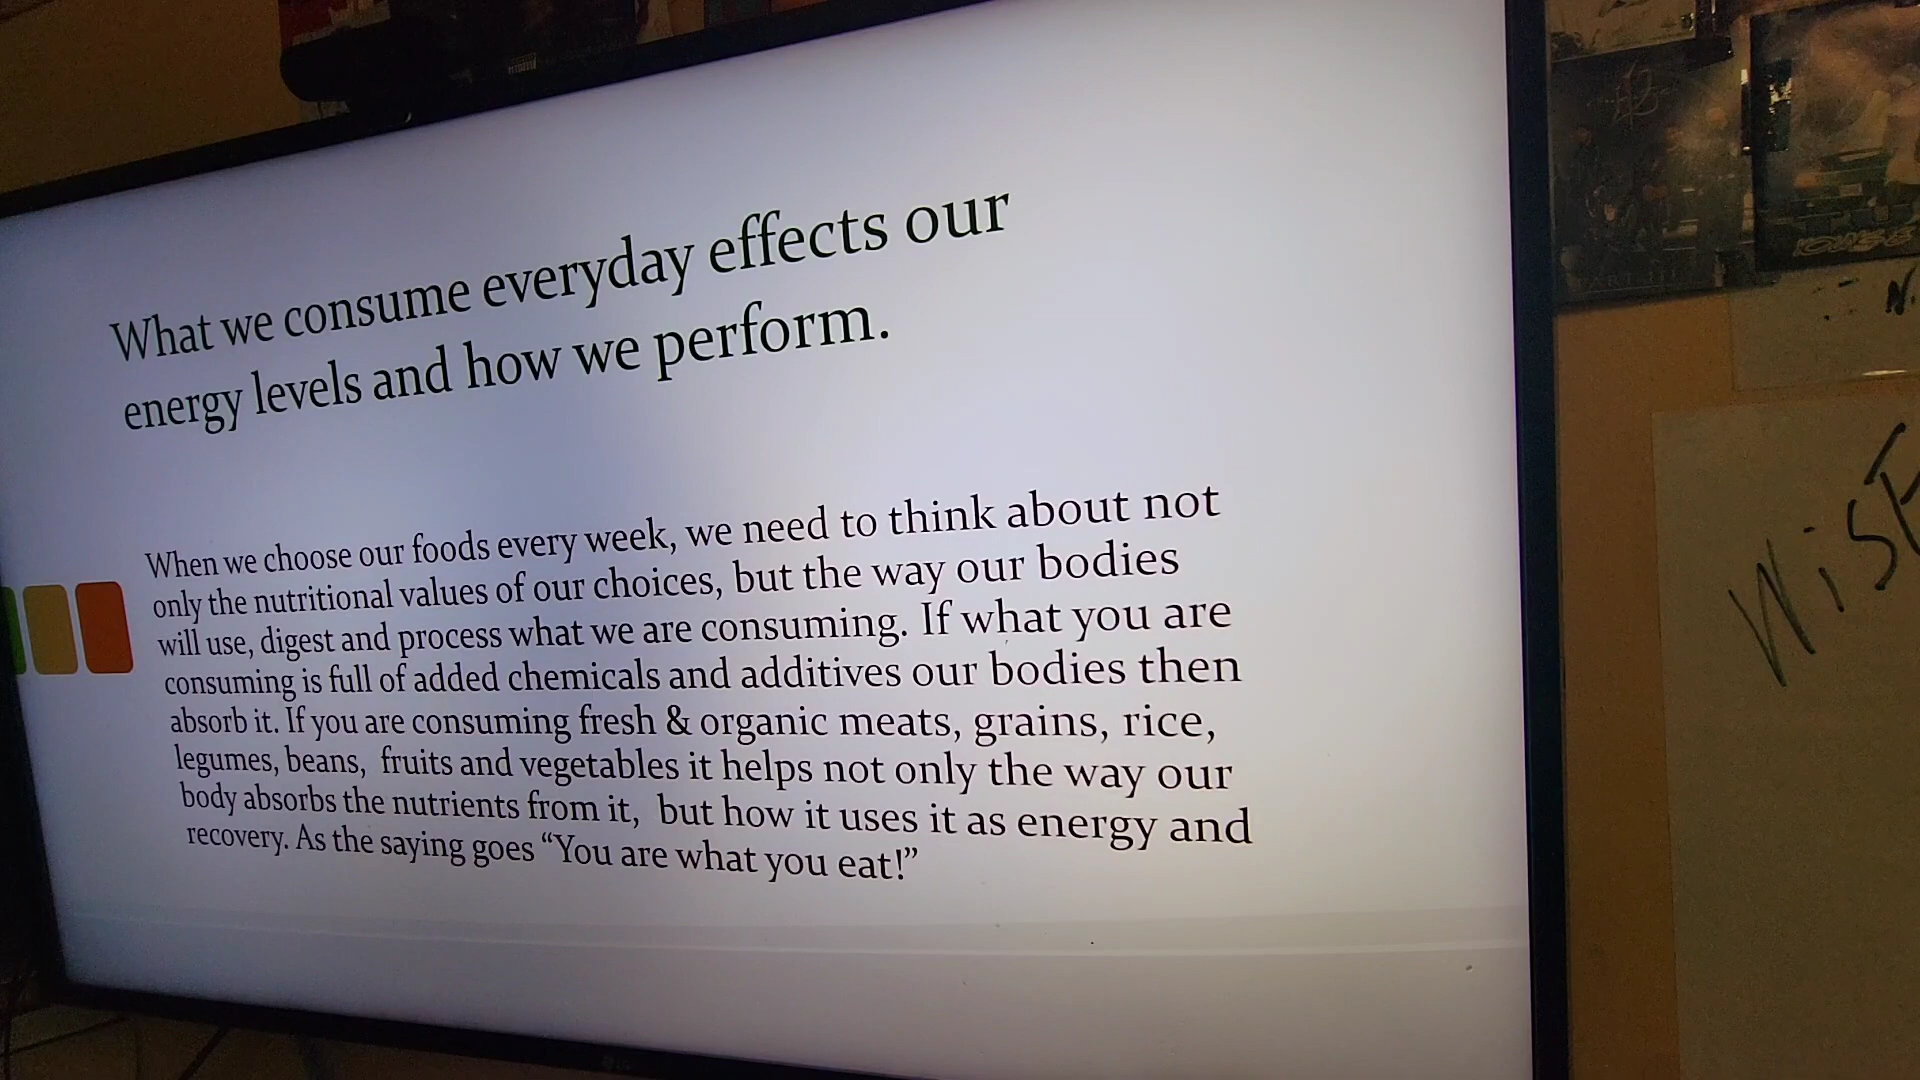 What we consume everyday effects our
energy levels and how we perform.
When we choose our foods every week, we need to think about not
only the nutritional values of our choices, but the way our bodies
will use, digest and process what we are consuming. If what you are
consuming is full of added chemicals and additives our bodies then
absorb it. If you are consuming fresh & organic meats, grains, rice,
legumes, beans, fruits and vegetables it helps not only the way our
body absorbs the nutrients from it, but how it uses it as energy and
recovery. As the saying goes “You are what you eat!”